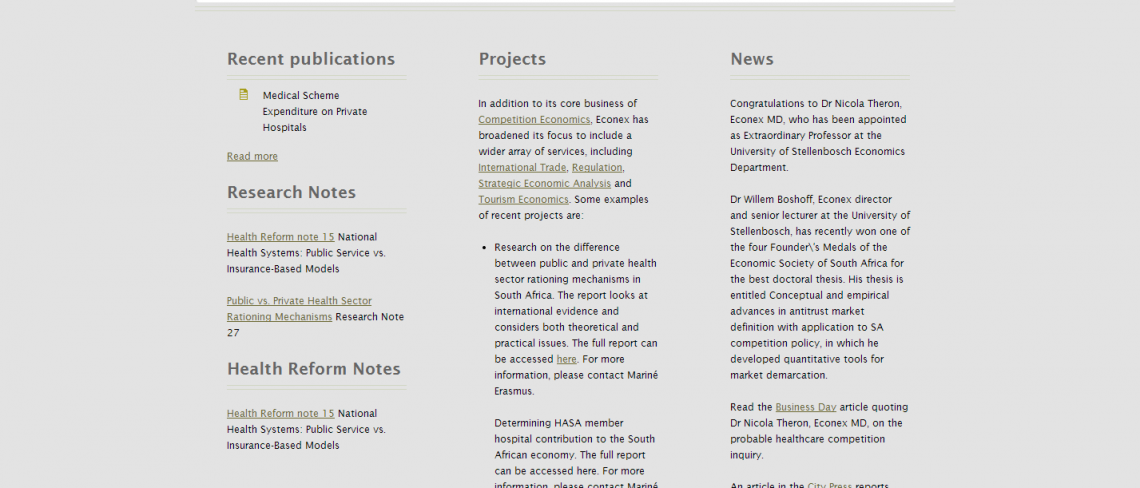 Recent publications
Medical Scheme
Expenditure on Private
Hospitals
Read more
Research Notes
Health Reform note 15 National
Health Systems: Public Service vs.
Insurance-Based Models
Public vs. Private Health Sector
Rationing Mechanisms Research Note
27
Health Reform Notes
Health Reform note 15 National
Health Systems: Public Service vs.
Insurance-Based Models
Projects
In addition to its core business of
Competition Economics, Econex has
broadened its focus to include a
wider array of services, including
International Trade, Regulation,
Strategic Economic Analysis and
Tourism Economics. Some examples
of recent projects are:
• Research on the difference
between public and private health
sector rationing mechanisms in
South Africa. The report looks at
international evidence and
considers both theoretical and
practical issues. The full report can
be accessed here. For more
information, please contact Mariné
Erasmus.
Determining HASA member
hospital contribution to the South
African economy. The full report
can be accessed here. For more
information, please contact Mariné
News
Congratulations to Dr Nicola Theron,
Econex MD, who has been appointed
as Extraordinary Professor at the
University of Stellenbosch Economics
Department.
Dr Willem Boshoff, Econex director
and senior lecturer at the University of
Stellenbosch, has recently won one of
the four Founder\'s Medals of the
Economic Society of South Africa for
the best doctoral thesis. His thesis is
entitled Conceptual and empirical
advances in antitrust market
definition with application to SA
competition policy, in which he
developed quantitative tools for
market demarcation.
Read the Business Day article quoting
Dr Nicola Theron, Econex MD, on the
probable healthcare competition
inquiry.
An article in the City Press reports